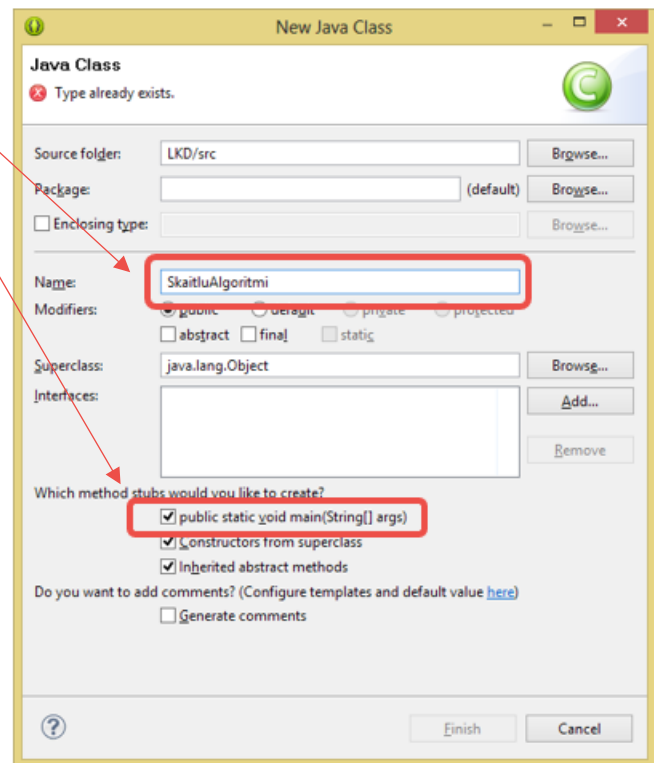 New Java Class
Java Class
Type already exists.
Source folder: LKD/src Browse...
Package: (default) Browse...
Enclosing type: Browse...
Name: SkaitluAlgoritmi
Modifiers: public default private protected
abstract final static
Superclass: java.lang.Object Browse...
Interfaces: Add...
Remove
Which method stubs would you like to create?
public static void main(String[] args)
Constructors from superclass
Inherited abstract methods
Do you want to add comments? (Configure templates and default value here)
Generate comments
? Finish Cancel